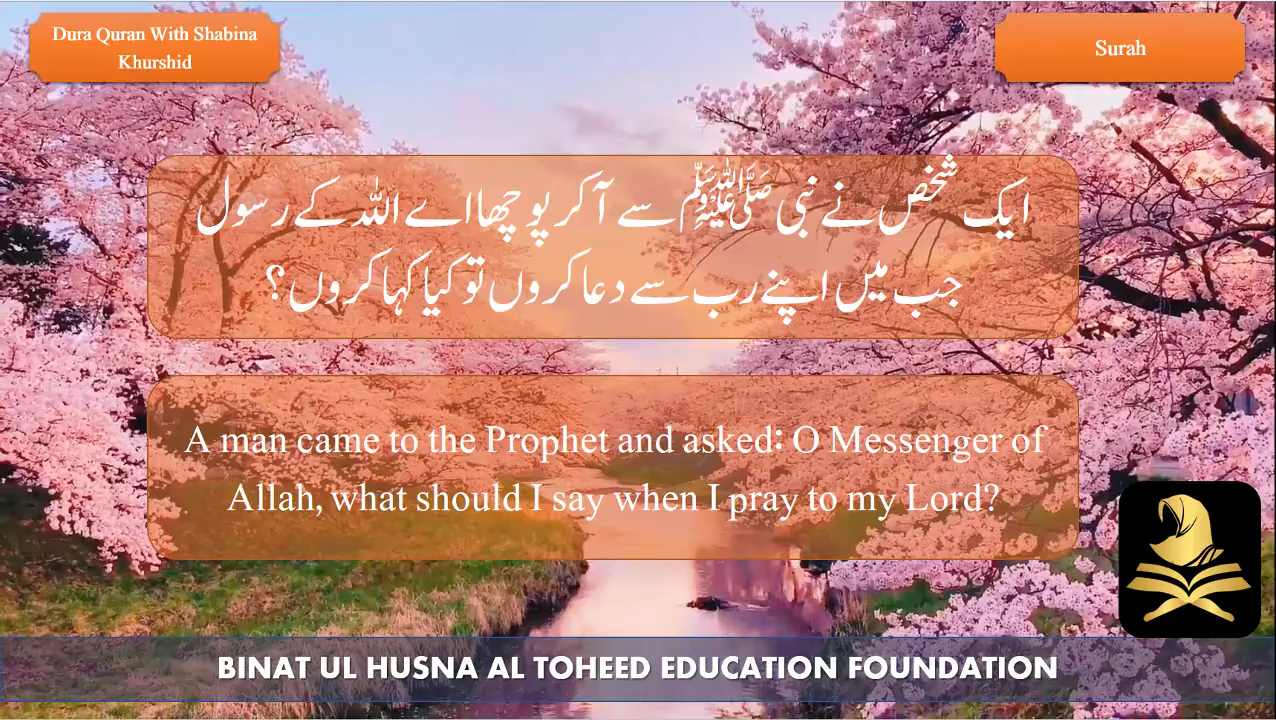 Dura Quran With Shabina
Khurshid
Surah
ایک شخص نے نبی ﷺ سے آکر پوچھا اے اللہ کے رسول
جب میں اپنے رب سے دعا کروں تو کیا کہا کروں؟
A man came to the Prophet and asked: O Messenger of
Allah, what should I say when I pray to my Lord?
BINAT UL HUSNA AL TOHEED EDUCATION FOUNDATION